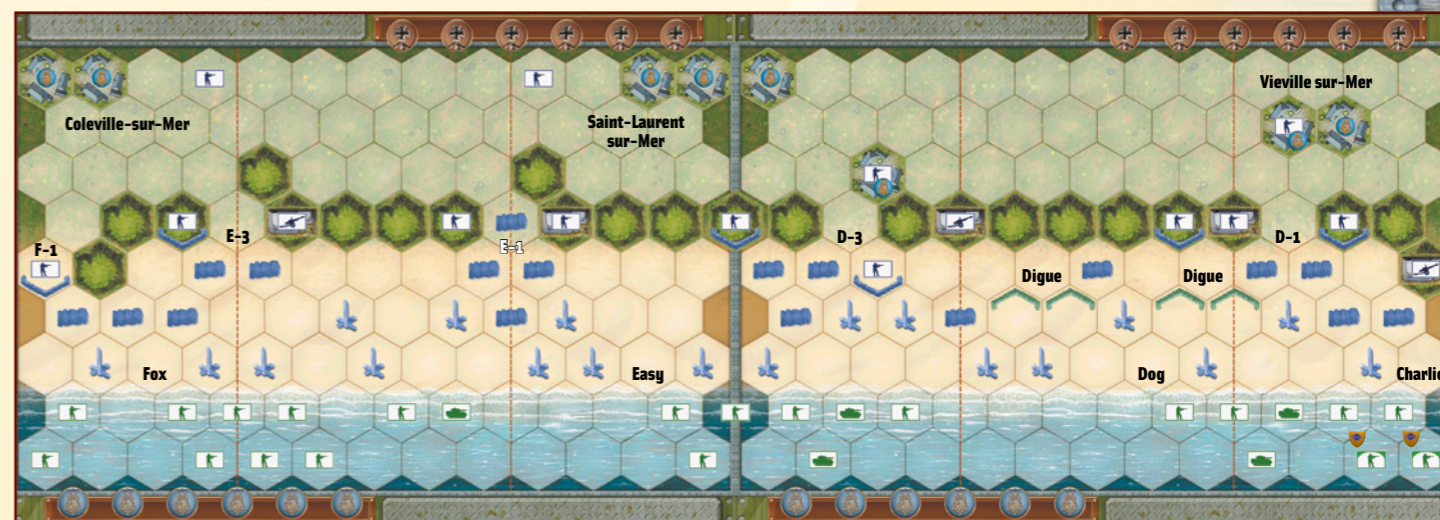 Vieville sur-Mer
Coleville-sur-Mer
Saint-Laurent
sur-Mer
F-1
E-3
E-1
D-3
D-1
Digue
Digue
Fox
Easy
Dog
Charlie